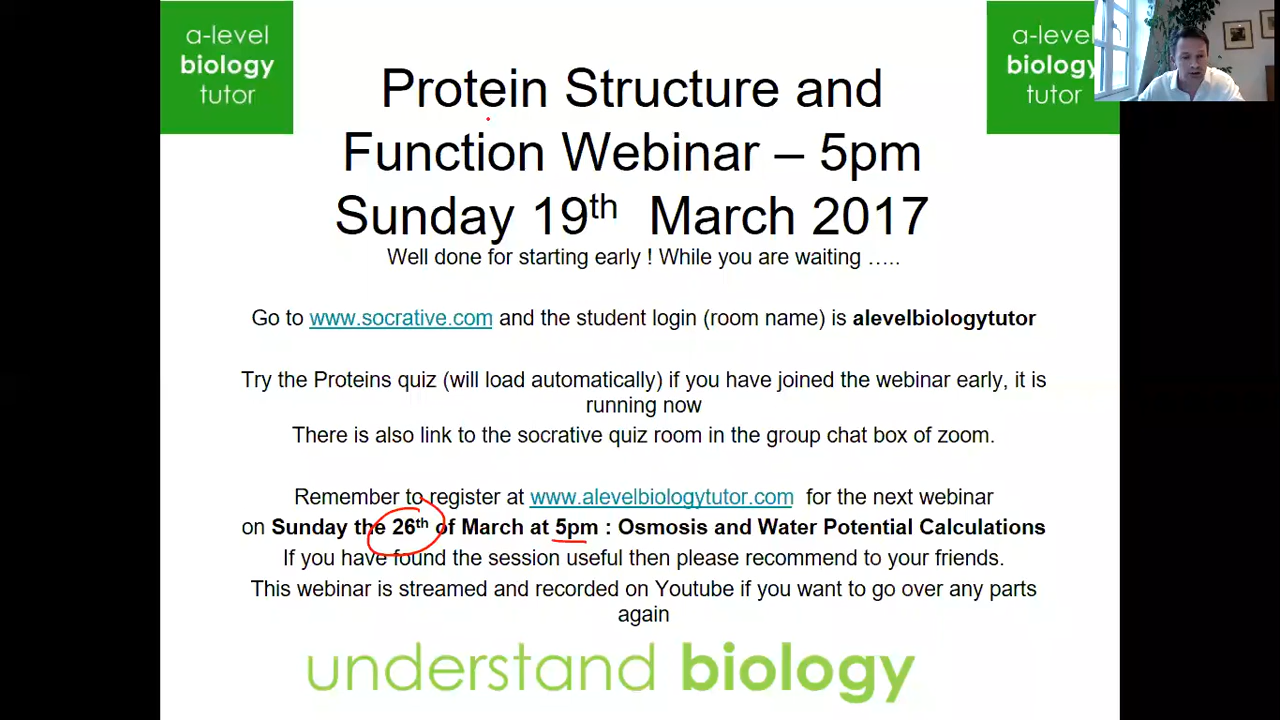 a-level
biology
tutor
a-level
biology
tutor
Protein Structure and
Function Webinar – 5pm
Sunday 19th March 2017
Well done for starting early ! While you are waiting …..
Go to www.socrative.com and the student login (room name) is alevelbiologytutor
Try the Proteins quiz (will load automatically) if you have joined the webinar early, it is
running now
There is also link to the socrative quiz room in the group chat box of zoom.
Remember to register at www.alevelbiologytutor.com for the next webinar
on Sunday the 26th of March at 5pm : Osmosis and Water Potential Calculations
If you have found the session useful then please recommend to your friends.
This webinar is streamed and recorded on Youtube if you want to go over any parts
again
understand biology